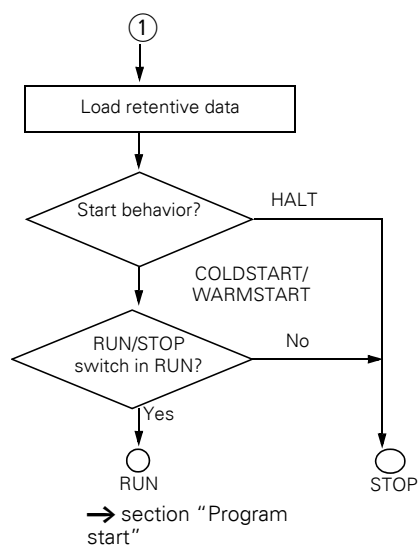 1
Load retentive data
Start behavior?
HALT
COLDSTART/
WARMSTART
RUN/STOP
switch in RUN?
No
Yes
RUN
STOP
→ section “Program
start”